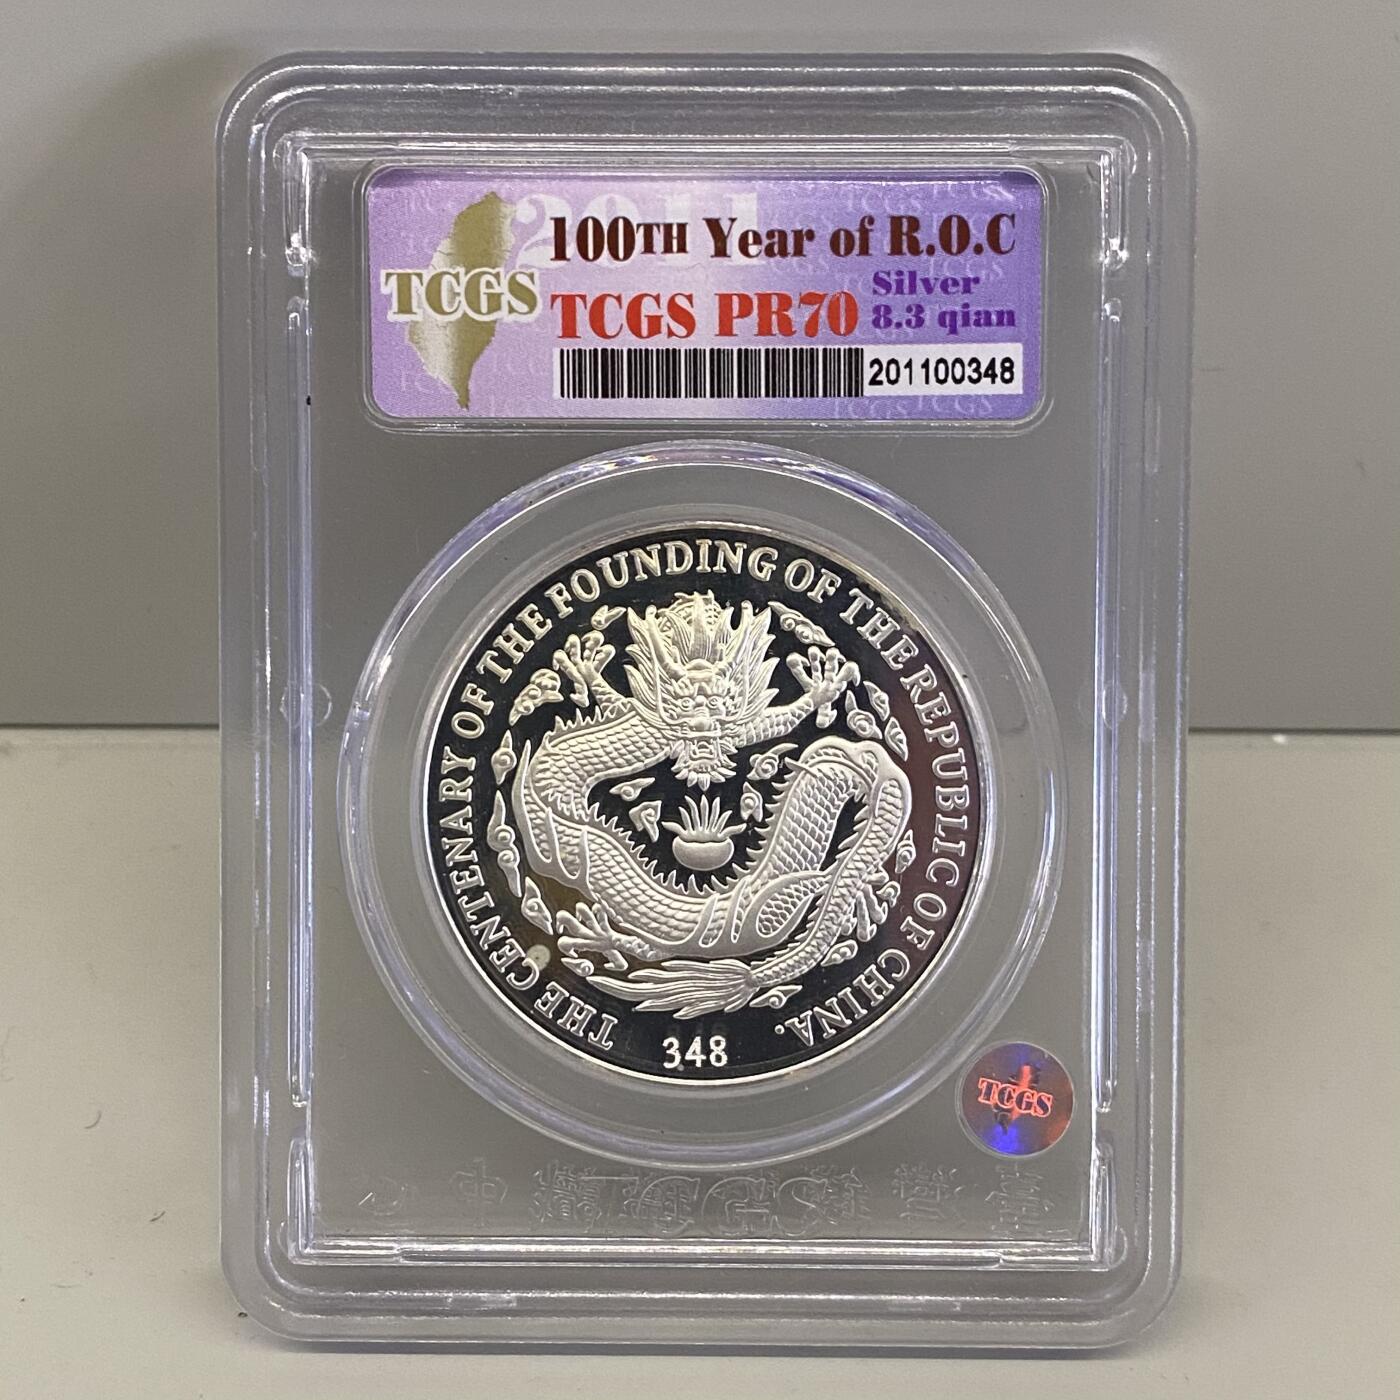 2011
100TH Year of R.O.C
TCGS
TCGS PR70
Silver
8.3 qian
201100348
THE CENTENARY OF THE FOUNDING OF THE REPUBLIC OF CHINA.
348
TCGS
TCGS